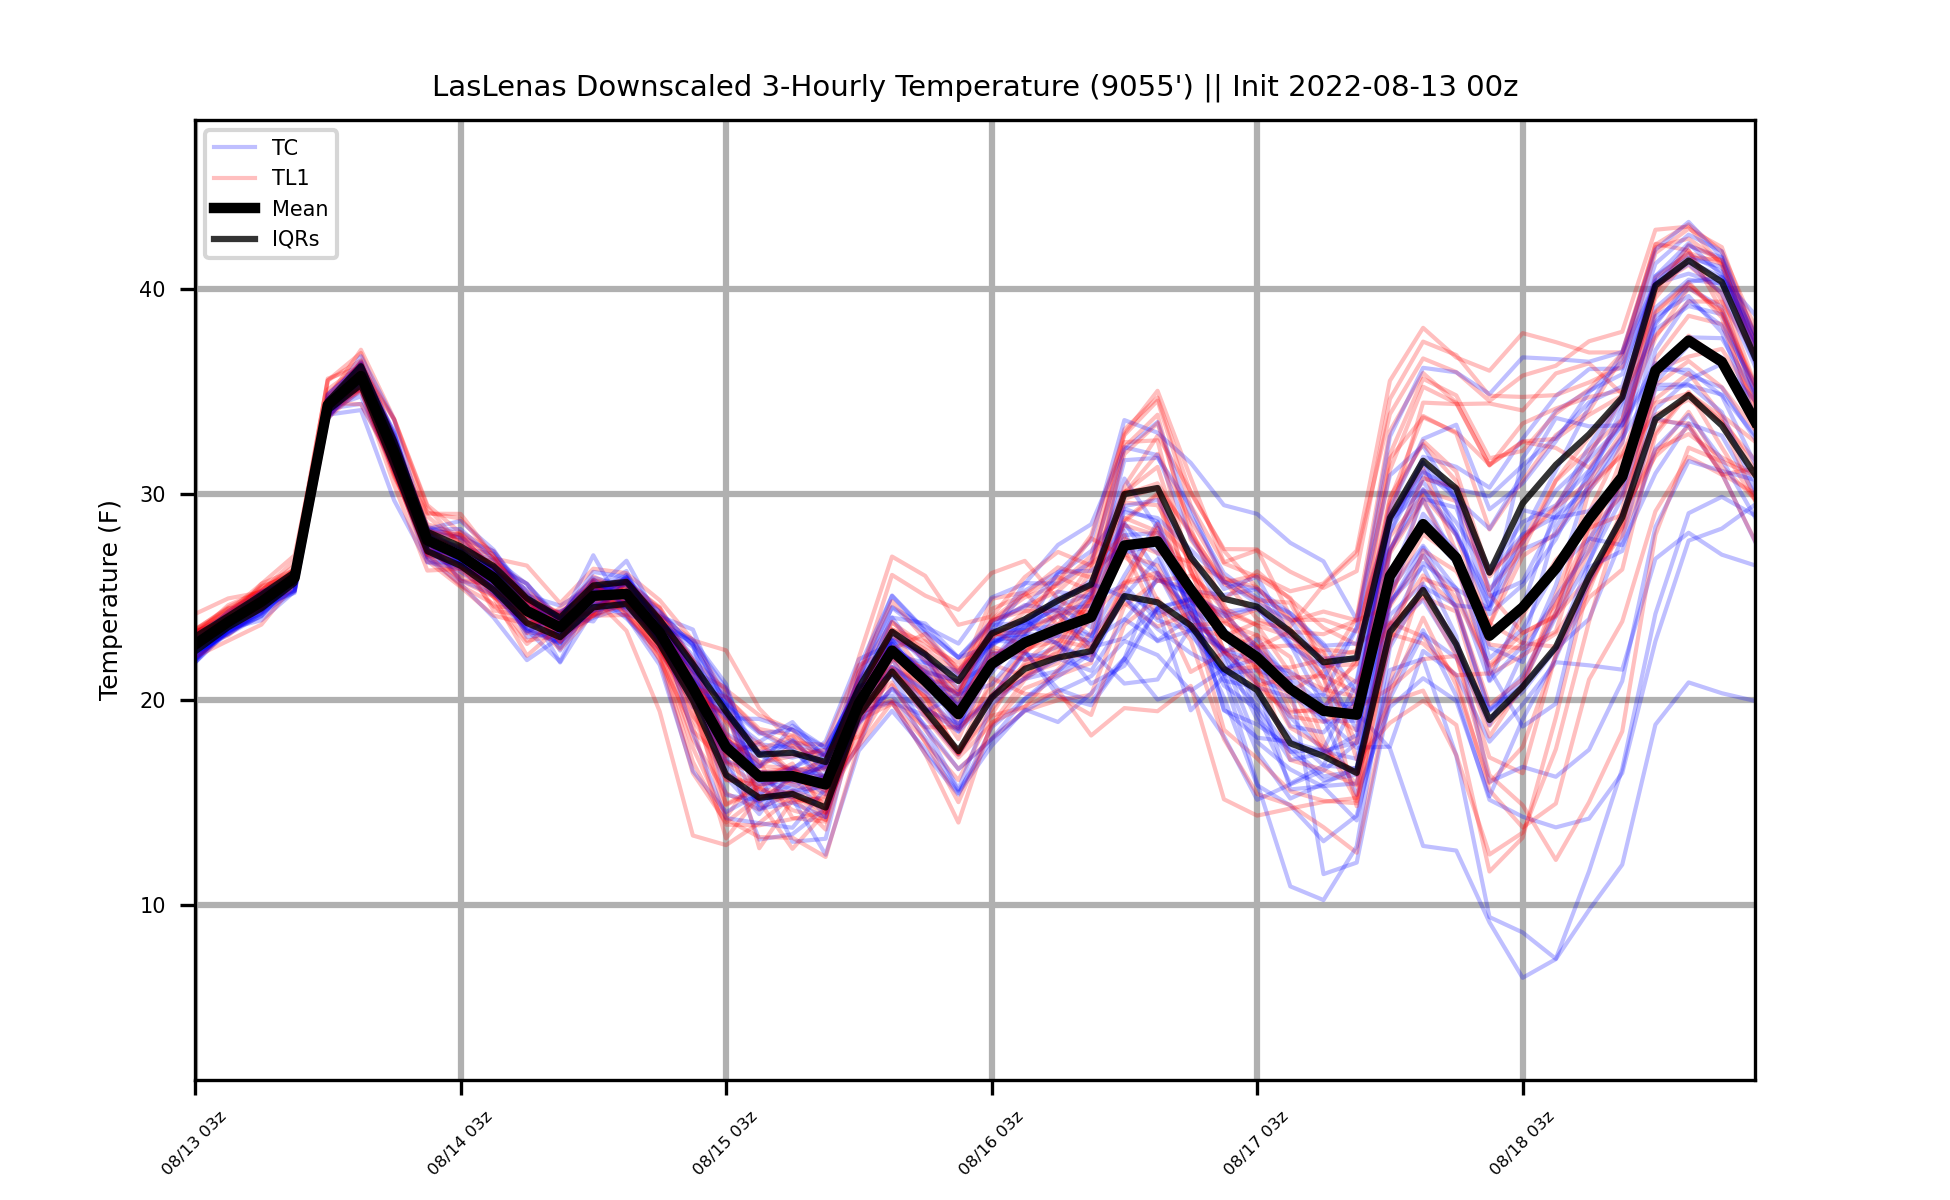 LasLenas Downscaled 3-Hourly Temperature (9055') || Init 2022-08-13 00z
TC
TL1
Mean
IQRs
Temperature (F)
40
30
20
10
08/13 03z
08/14 03z
08/15 03z
08/16 03z
08/17 03z
08/18 03z